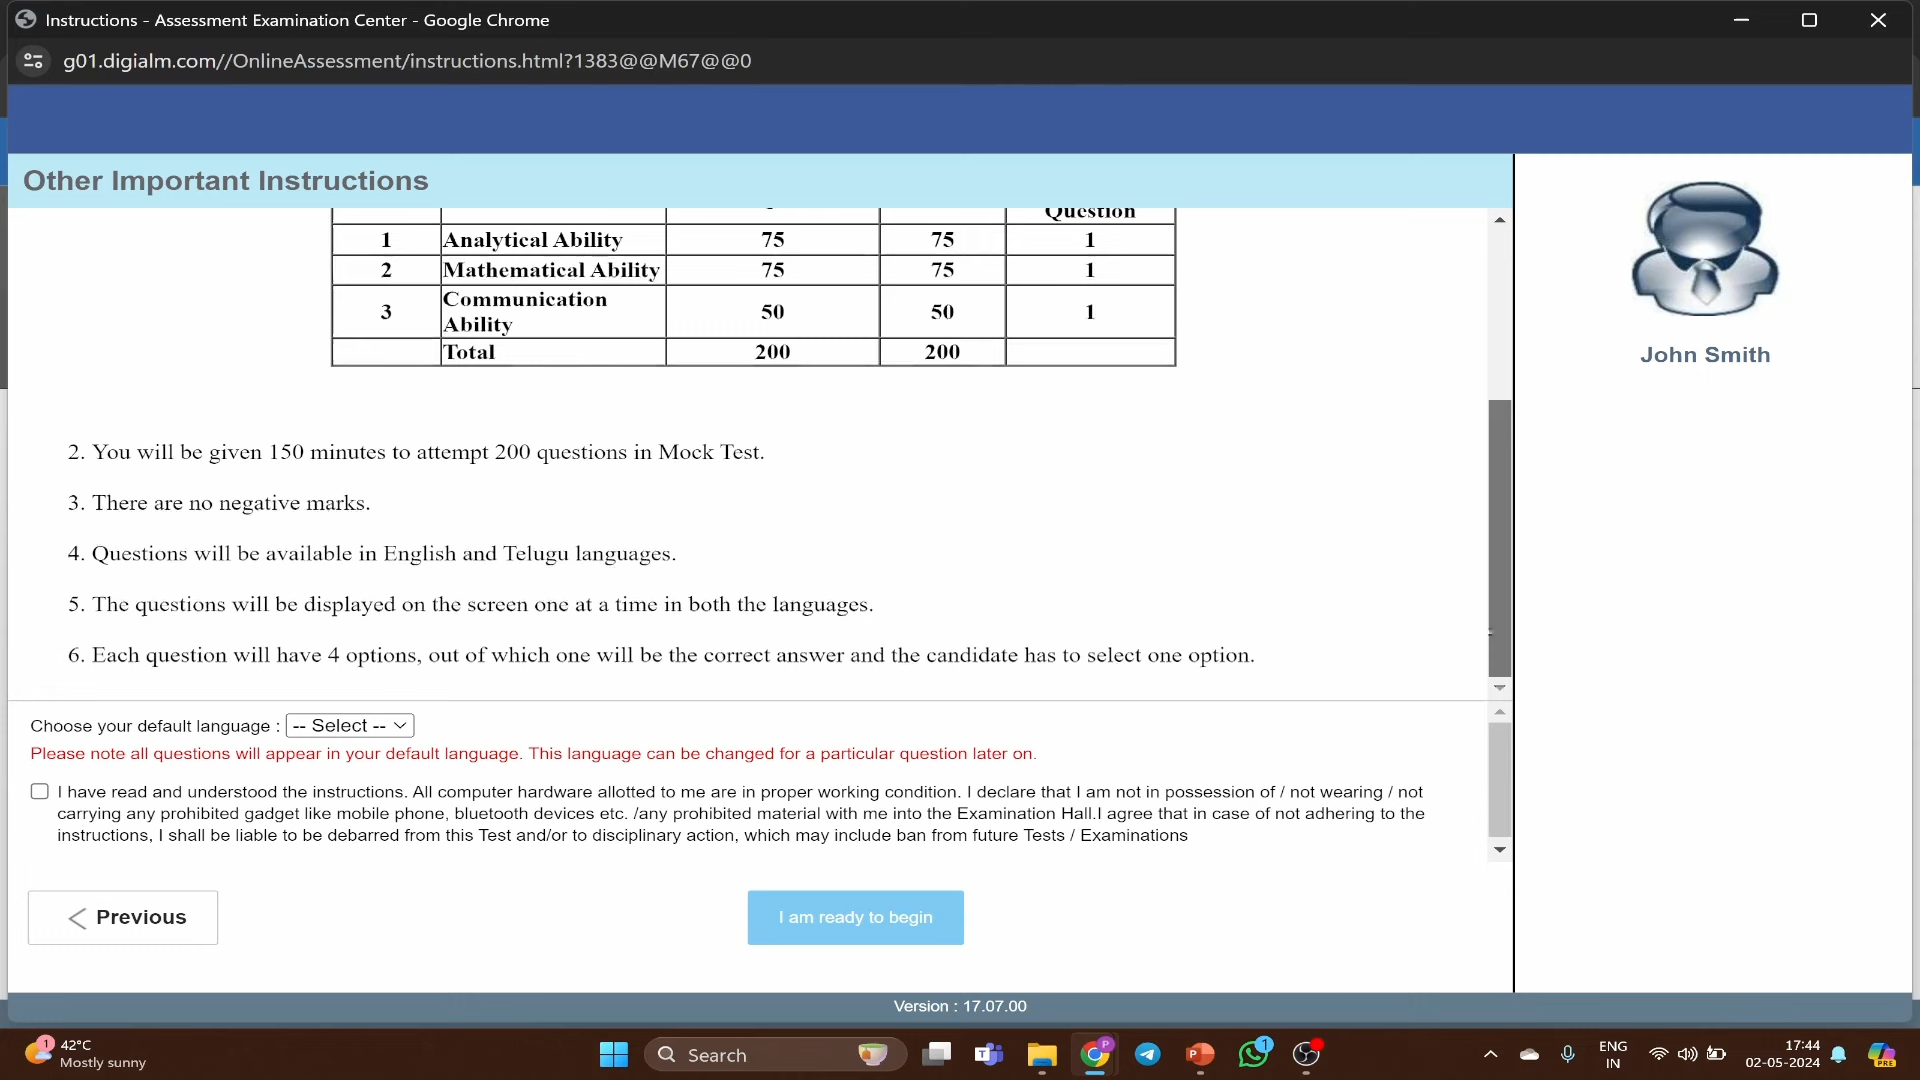 Instructions - Assessment Examination Center - Google Chrome
g01.digialm.com//OnlineAssessment/instructions.html?1383@@M67@@0
Other Important Instructions
Question
1 Analytical Ability 75 75 1
2 Mathematical Ability 75 75 1
3 Communication Ability 50 50 1
Total 200 200
John Smith
2. You will be given 150 minutes to attempt 200 questions in Mock Test.
3. There are no negative marks.
4. Questions will be available in English and Telugu languages.
5. The questions will be displayed on the screen one at a time in both the languages.
6. Each question will have 4 options, out of which one will be the correct answer and the candidate has to select one option.
Choose your default language : -- Select --
Please note all questions will appear in your default language. This language can be changed for a particular question later on.
I have read and understood the instructions. All computer hardware allotted to me are in proper working condition. I declare that I am not in possession of / not wearing / not
carrying any prohibited gadget like mobile phone, bluetooth devices etc. /any prohibited material with me into the Examination Hall.I agree that in case of not adhering to the
instructions, I shall be liable to be debarred from this Test and/or to disciplinary action, which may include ban from future Tests / Examinations
Previous
I am ready to begin
Version : 17.07.00
1
42°C
Mostly sunny
Search
1
ENG
IN
17:44
02-05-2024
PRE